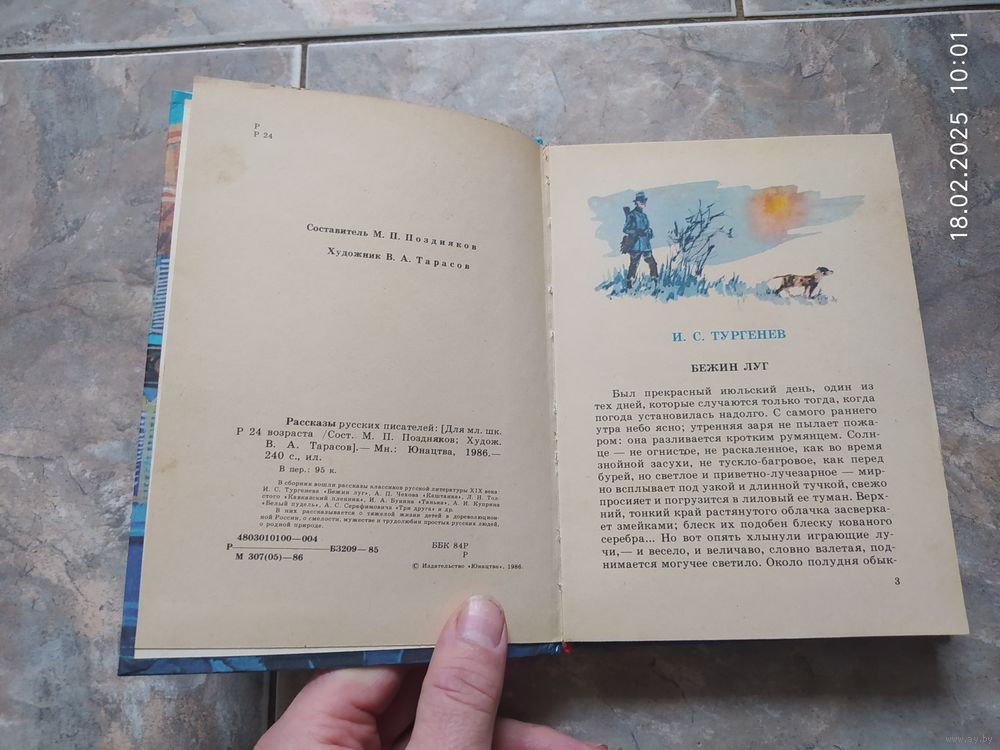 Р
Р 24
Составитель М. П. Поздняков
Художник В. А. Тарасов
Рассказы русских писателей: [Для мл. шк.
Р 24 возраста /Сост. М. П. Поздняков; Худож.
В. А. Тарасов].— Мн.: Юнацтва, 1986.—
240 с., ил.
В пер.: 95 к.
В сборник вошли рассказы классиков русской литературы XIX века:
И. С. Тургенева «Бежин луг», А. П. Чехова «Каштанка», Л. Н. Тол-
стого «Кавказский пленник», И. А. Бунина «Танька», А. И. Куприна
«Белый пудель», А. С. Серафимовича «Три друга» и др.
В них рассказывается о тяжелой жизни детей в дореволюцион-
ной России, о смелости, мужестве и трудолюбии простых русских людей,
о родной природе.
4803010100—004
Р Б3209—85
М 307(05)—86
ББК 84Р
Р
© Издательство «Юнацтва», 1986.
И. С. ТУРГЕНЕВ
БЕЖИН ЛУГ
Был прекрасный июльский день, один из
тех дней, которые случаются только тогда, когда
погода установилась надолго. С самого раннего
утра небо ясно; утренняя заря не пылает пожа-
ром: она разливается кротким румянцем. Солн-
це — не огнистое, не раскаленное, как во время
знойной засухи, не тускло-багровое, как перед
бурей, но светлое и приветно-лучезарное — мир-
но всплывает под узкой и длинной тучкой, свежо
просияет и погрузится в лиловый ее туман. Верх-
ний, тонкий край растянутого облачка засверка-
ет змейками; блеск их подобен блеску кованого
серебра... Но вот опять хлынули играющие лу-
чи,— и весело, и величаво, словно взлетая, под-
нимается могучее светило. Около полудня обык-
3
18.02.2025 10:01
www.ay.by